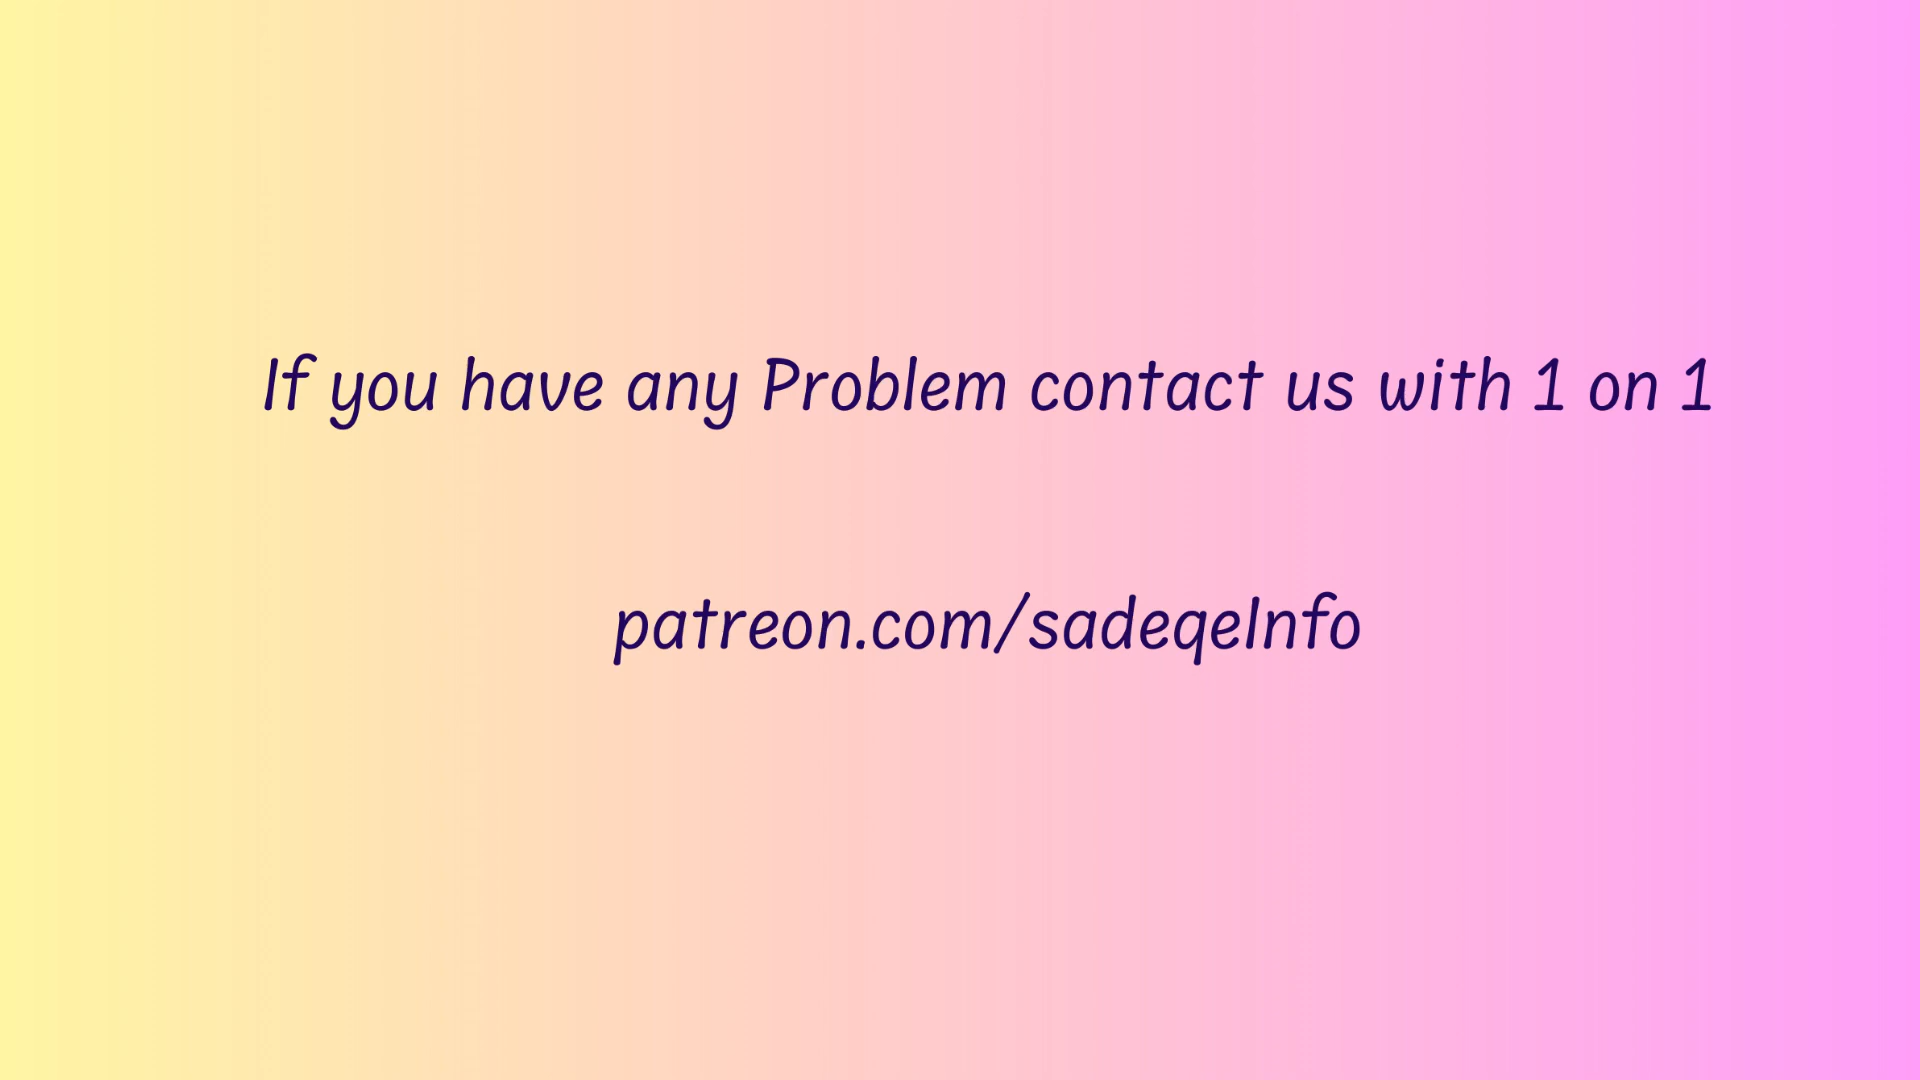 If you have any Problem contact us with 1 on 1
patreon.com/sadeqeInfo